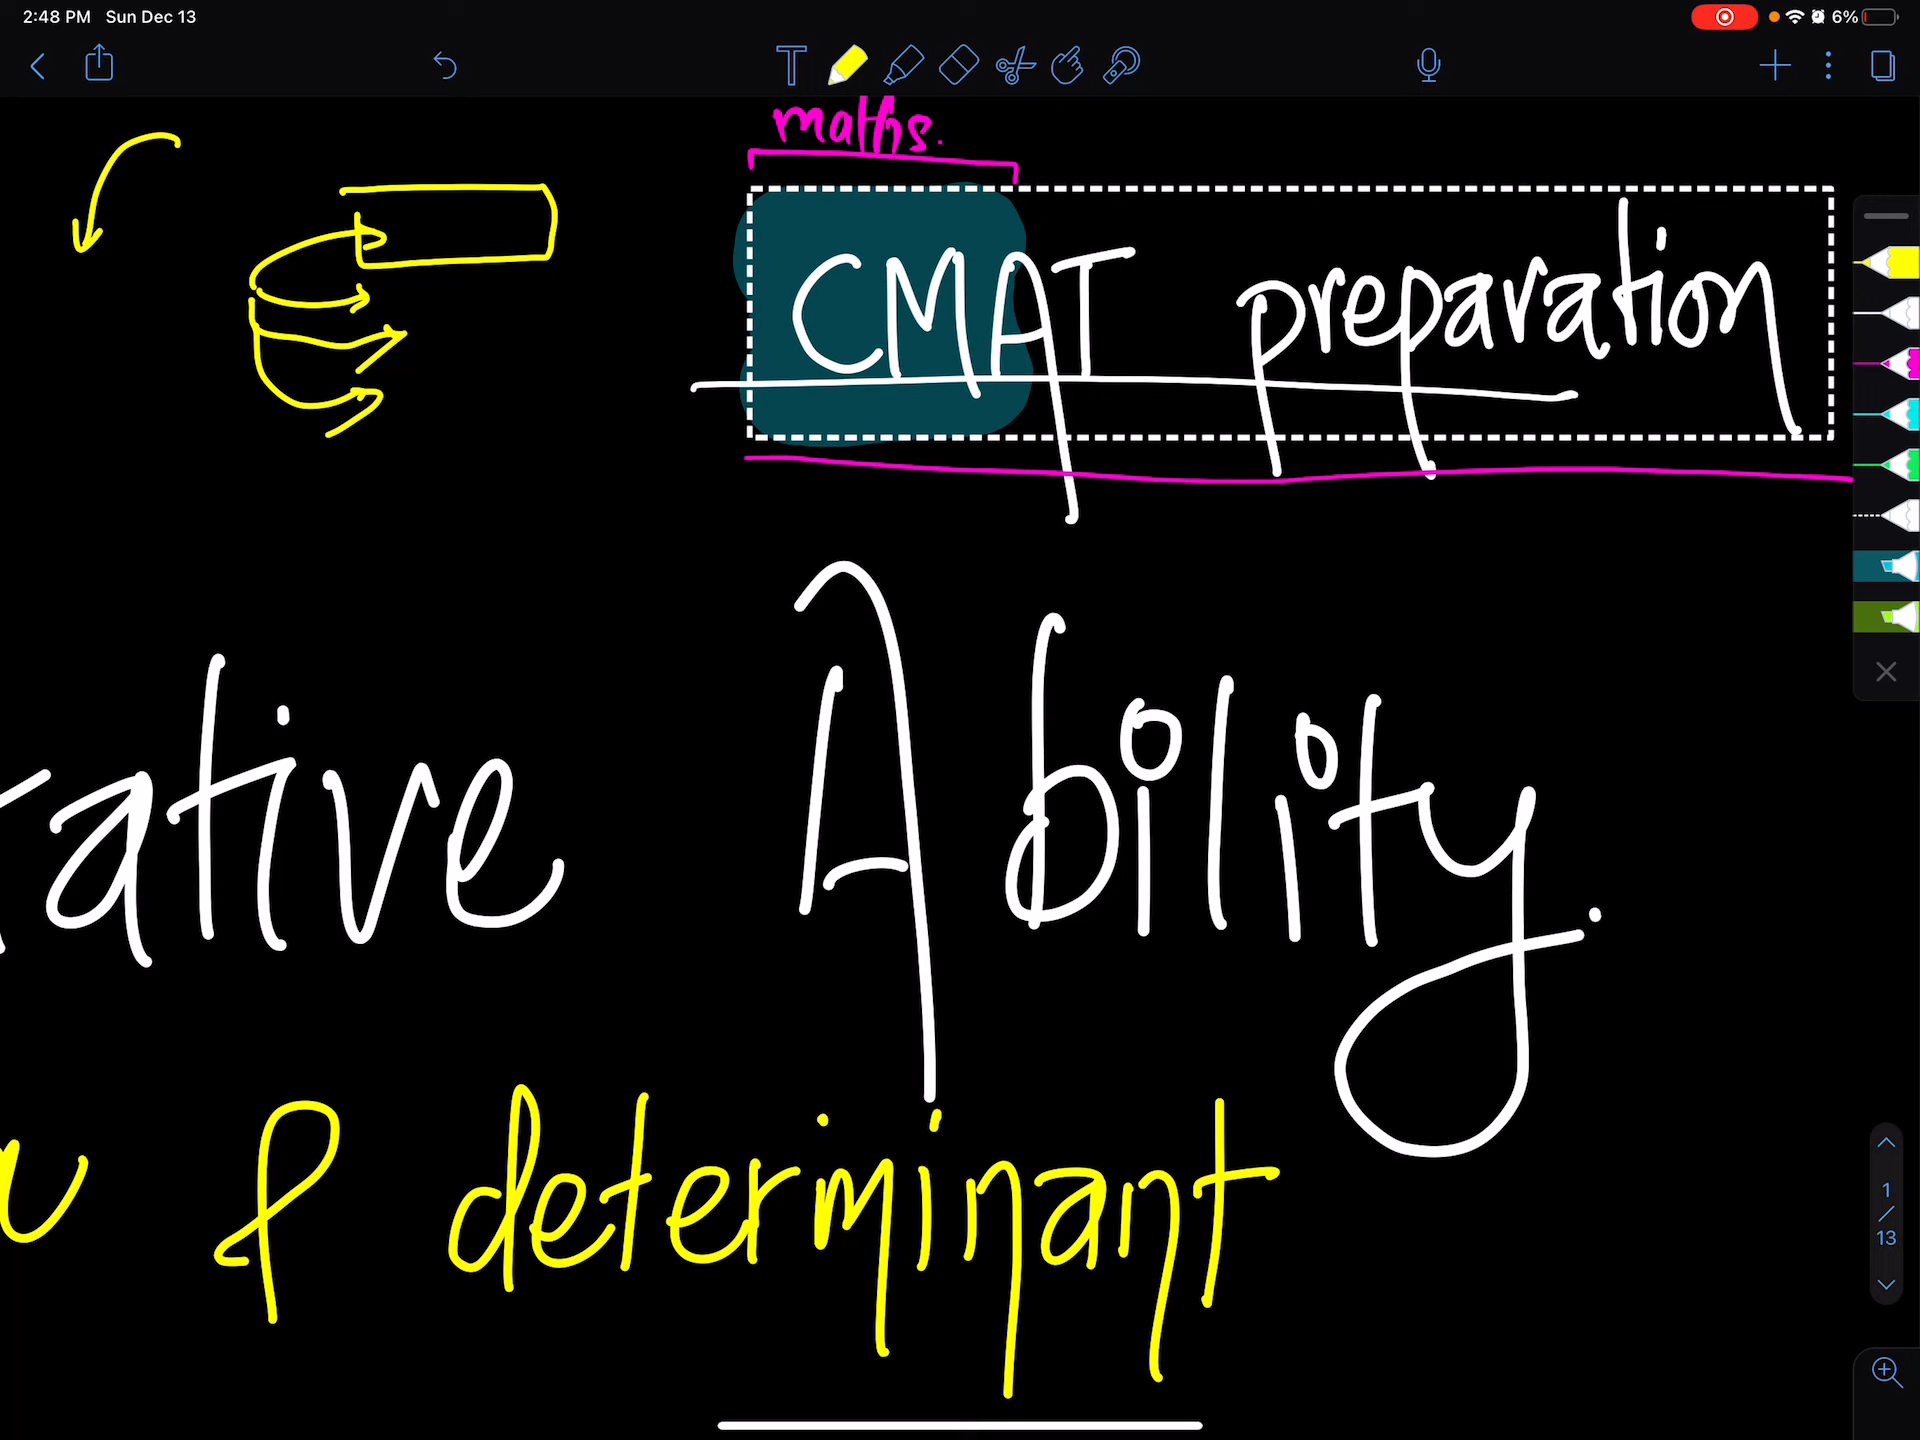 2:48 PM Sun Dec 13
6%
maths.
CMAT preparation
ative Ability.
& determinant
1
/
13